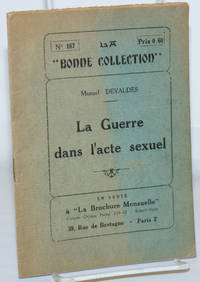 N° 187
LA
Prix 0.60
"BONNE COLLECTION"
Manuel DEVALDES
La Guerre
dans l'acte sexuel
EN VENTE
à "La Brochure Mensuelle"
39, Rue de Bretagne - Paris 3ᵉ